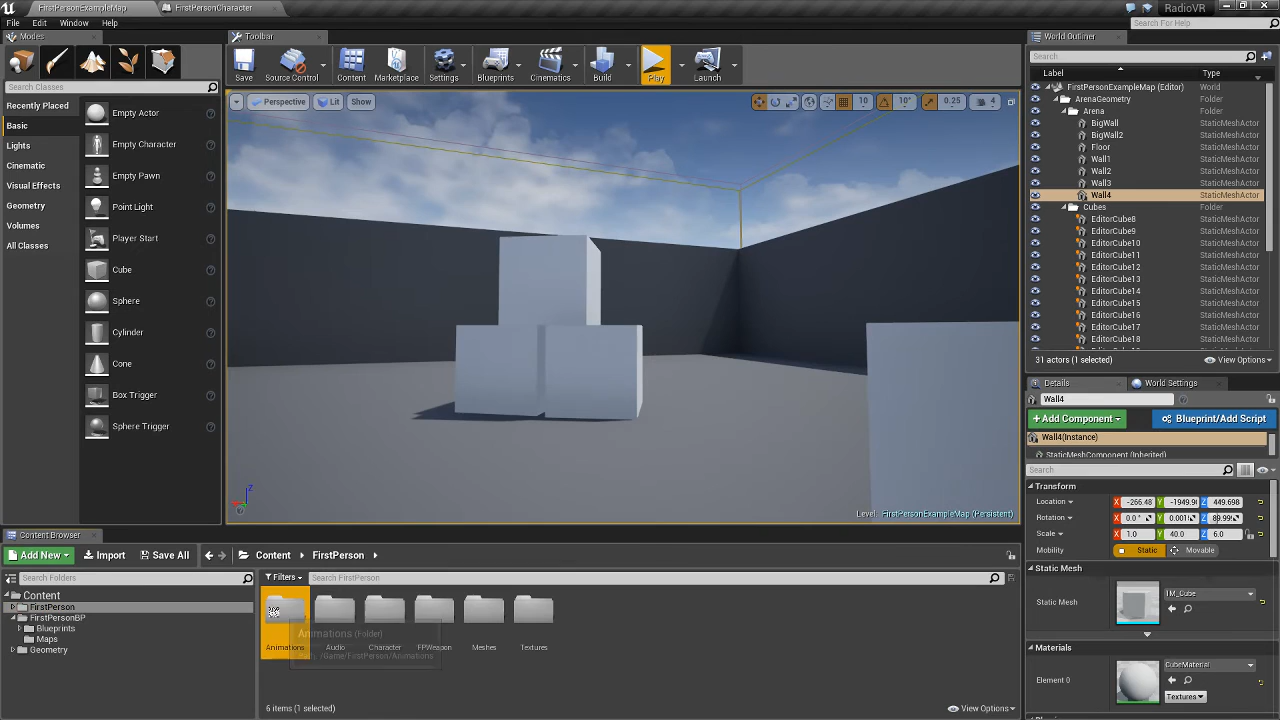 FirstPersonExampleMap
FirstPersonCharacter
RadioVR
File Edit Window Help
Search For Help
Modes
Toolbar
World Outliner
Save
Source Control
Content
Marketplace
Settings
Blueprints
Cinematics
Build
Play
Launch
Search Classes
Recently Placed
Basic
Lights
Cinematic
Visual Effects
Geometry
Volumes
All Classes
Empty Actor
Empty Character
Empty Pawn
Point Light
Player Start
Cube
Sphere
Cylinder
Cone
Box Trigger
Sphere Trigger
Perspective Lit Show
10 10° 0.25 4
Level: FirstPersonExampleMap (Persistent)
Search
Label Type
FirstPersonExampleMap (Editor) World
ArenaGeometry Folder
Arena Folder
BigWall StaticMeshActor
BigWall2 StaticMeshActor
Floor StaticMeshActor
Wall1 StaticMeshActor
Wall2 StaticMeshActor
Wall3 StaticMeshActor
Wall4 StaticMeshActor
Cubes Folder
EditorCube8 StaticMeshActor
EditorCube9 StaticMeshActor
EditorCube10 StaticMeshActor
EditorCube11 StaticMeshActor
EditorCube12 StaticMeshActor
EditorCube13 StaticMeshActor
EditorCube14 StaticMeshActor
EditorCube15 StaticMeshActor
EditorCube16 StaticMeshActor
EditorCube17 StaticMeshActor
EditorCube18 StaticMeshActor
31 actors (1 selected) View Options
Details World Settings
Wall4
Add Component Blueprint/Add Script
Wall4(Instance)
StaticMeshComponent (Inherited)
Search
Transform
Location X -266.48 Y -1949.9 Z 449.698
Rotation X 0.0 ° Y 0.001 Z 89.99
Scale X 1.0 Y 40.0 Z 6.0
Mobility Static Movable
Static Mesh
Static Mesh 1M_Cube
Materials
Element 0 CubeMaterial
Textures
Content Browser
Add New Import Save All Content FirstPerson
Search Folders
Filters Search FirstPerson
Content
FirstPerson
FirstPersonBP
Blueprints
Maps
Geometry
Animations (Folder)
Path: /Game/FirstPerson/Animations
Animations Audio Character FPWeapon Meshes Textures
6 items (1 selected) View Options